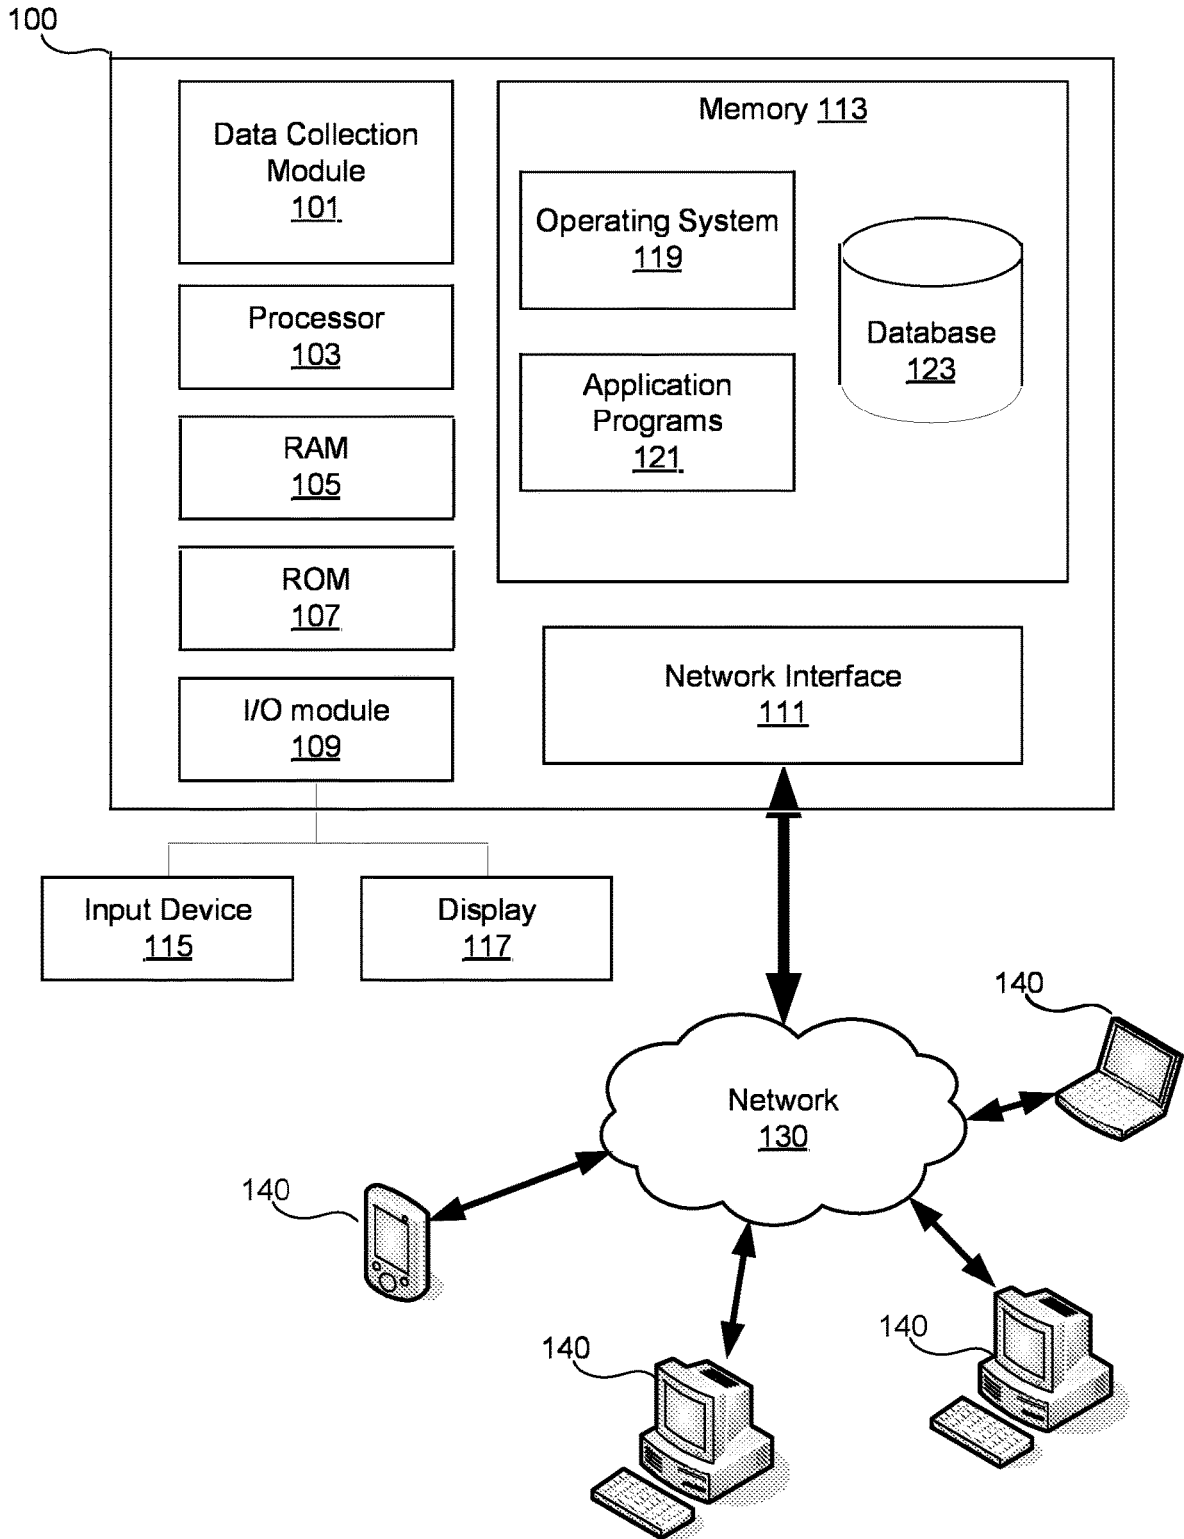 100
Data Collection
Module
101
Processor
103
RAM
105
ROM
107
I/O module
109
Memory 113
Operating System
119
Application
Programs
121
Database
123
Network Interface
111
Input Device
115
Display
117
Network
130
140
140
140
140